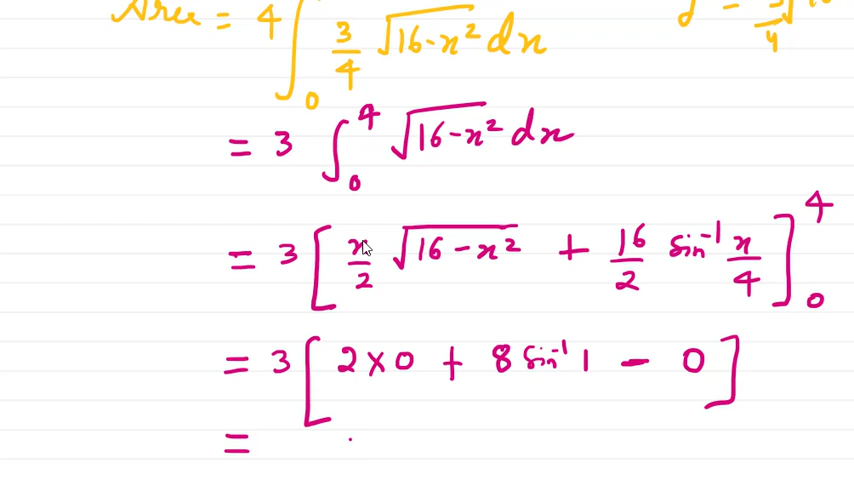 Area = 4 ∫₀ 3/4 √(16-x²) dx
= 3 ∫₀⁴ √(16-x²) dx
= 3 [ x/2 √(16-x²) + 16/2 sin⁻¹ x/4 ]₀⁴
= 3 [ 2×0 + 8 sin⁻¹ 1 - 0 ]
=